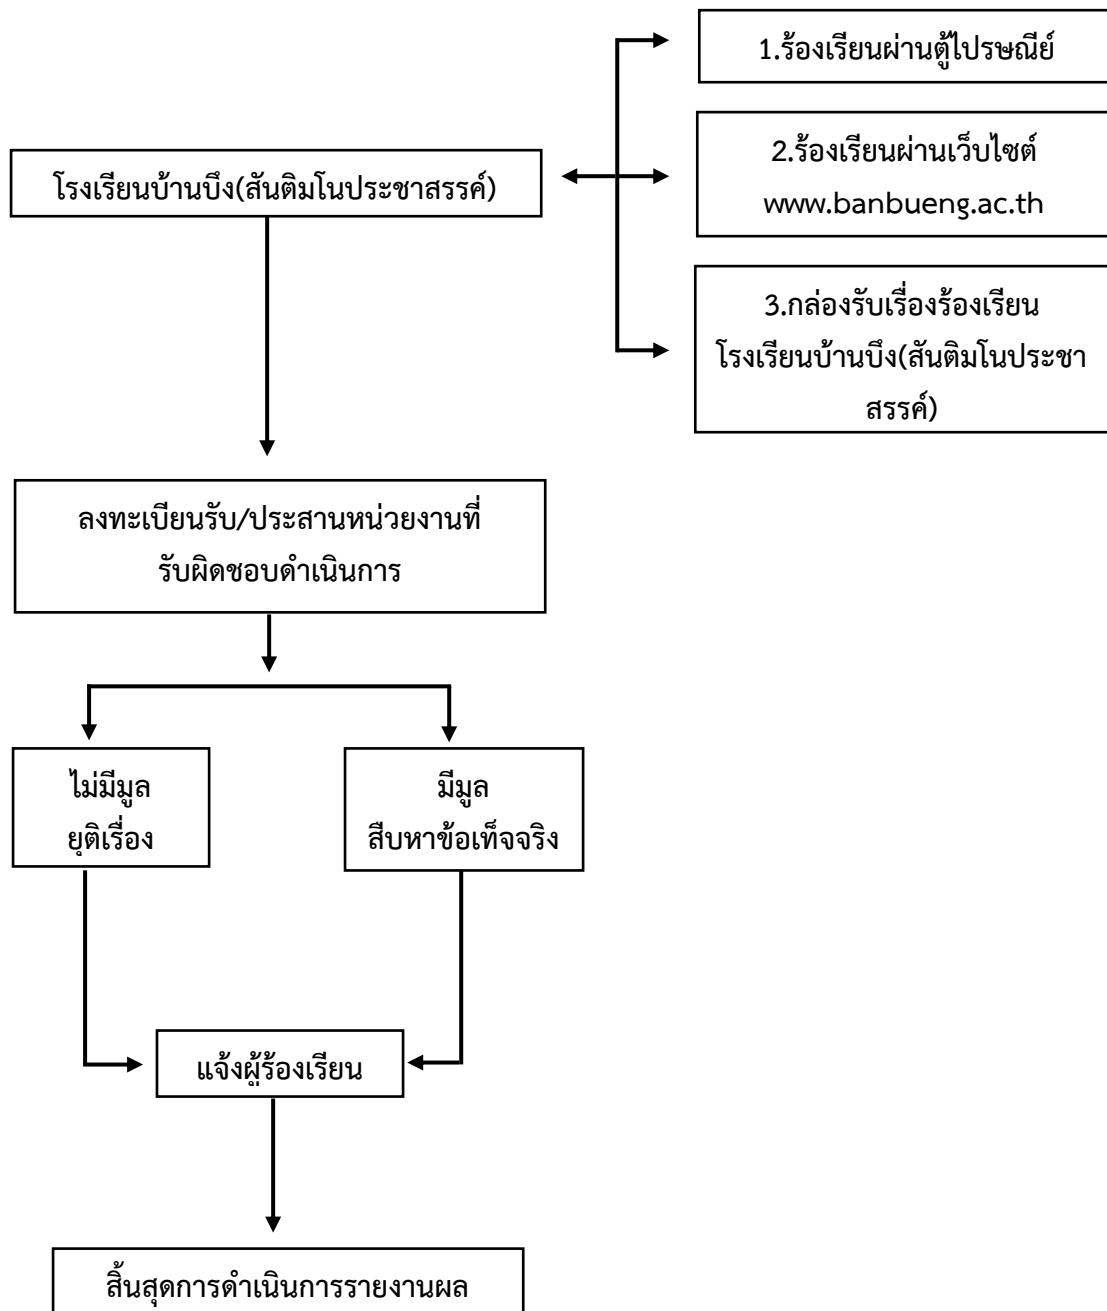 1.ร้องเรียนผ่านตู้ไปรษณีย์
โรงเรียนบ้านบึง(สันติมโนประชาสรรค์)
2.ร้องเรียนผ่านเว็บไซต์
www.banbueng.ac.th
3.กล่องรับเรื่องร้องเรียน
โรงเรียนบ้านบึง(สันติมโนประชา
สรรค์)
ลงทะเบียนรับ/ประสานหน่วยงานที่
รับผิดชอบดำเนินการ
ไม่มีมูล
ยุติเรื่อง
มีมูล
สืบหาข้อเท็จจริง
แจ้งผู้ร้องเรียน
สิ้นสุดการดำเนินการรายงานผล